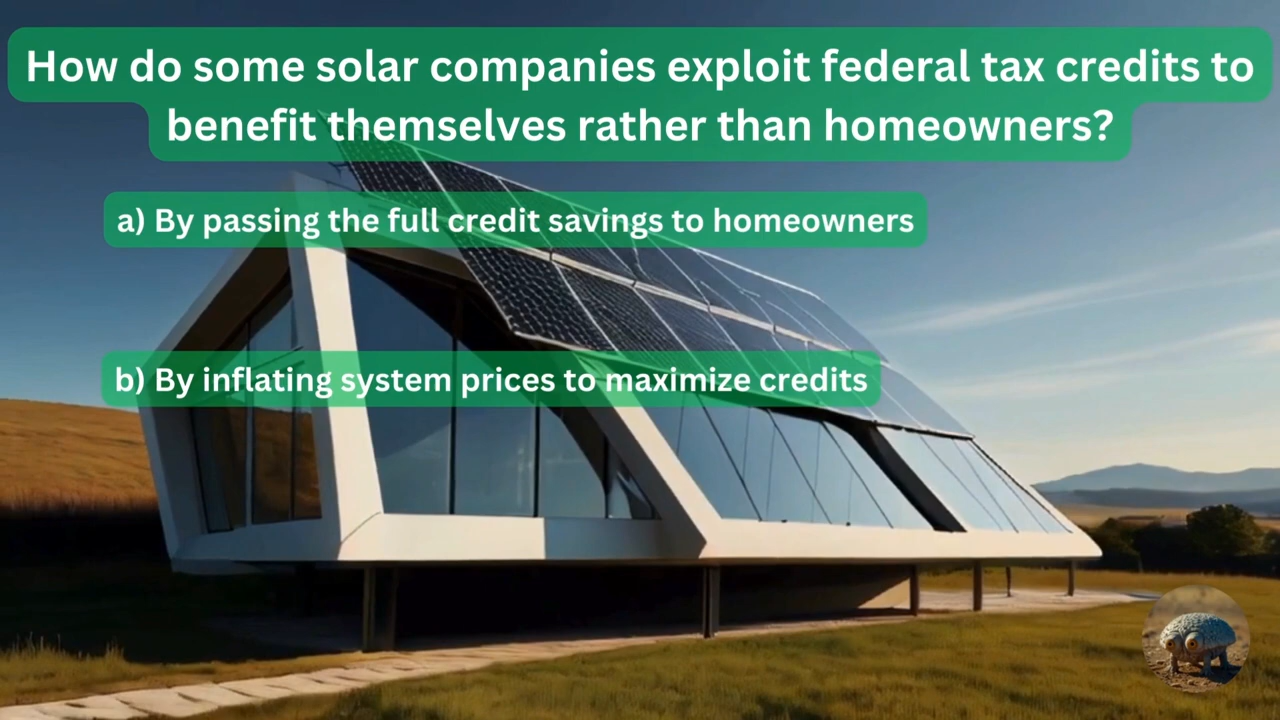 How do some solar companies exploit federal tax credits to
benefit themselves rather than homeowners?
a) By passing the full credit savings to homeowners
b) By inflating system prices to maximize credits